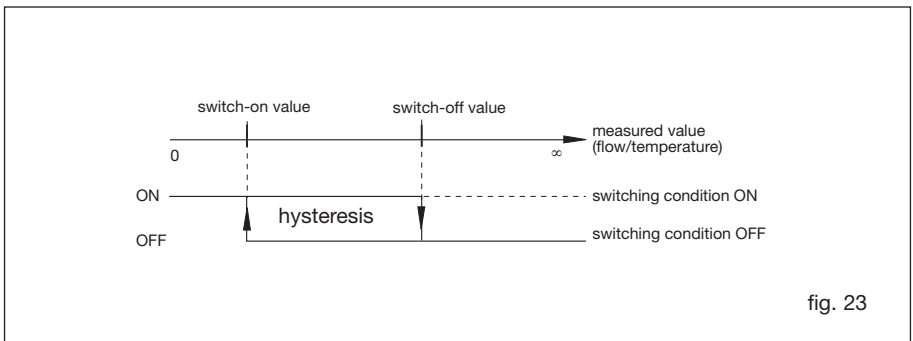 switch-on value switch-off value
measured value
(flow/temperature)
0 ∞
ON switching condition ON
hysteresis
OFF switching condition OFF
fig. 23